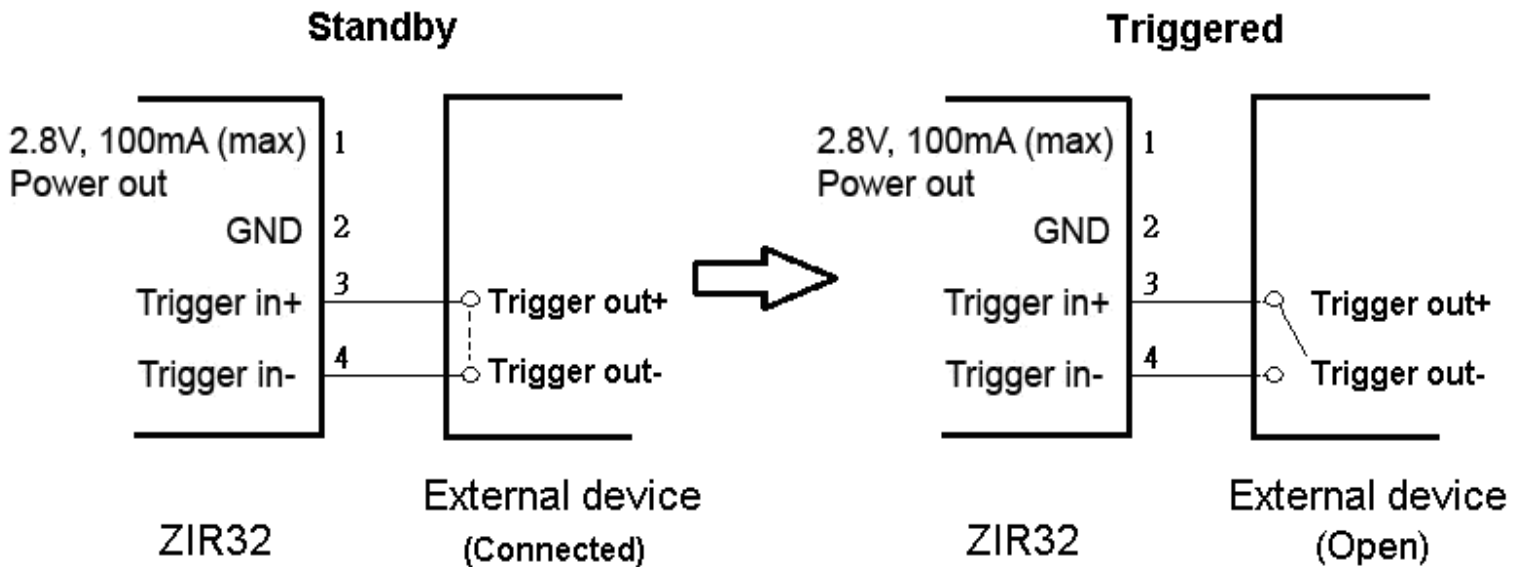 Standby
2.8V, 100mA (max) 1
Power out
GND 2
Trigger in+ 3 Trigger out+
Trigger in- 4 Trigger out-
ZIR32
External device
(Connected)
Triggered
2.8V, 100mA (max) 1
Power out
GND 2
Trigger in+ 3 Trigger out+
Trigger in- 4 Trigger out-
ZIR32
External device
(Open)